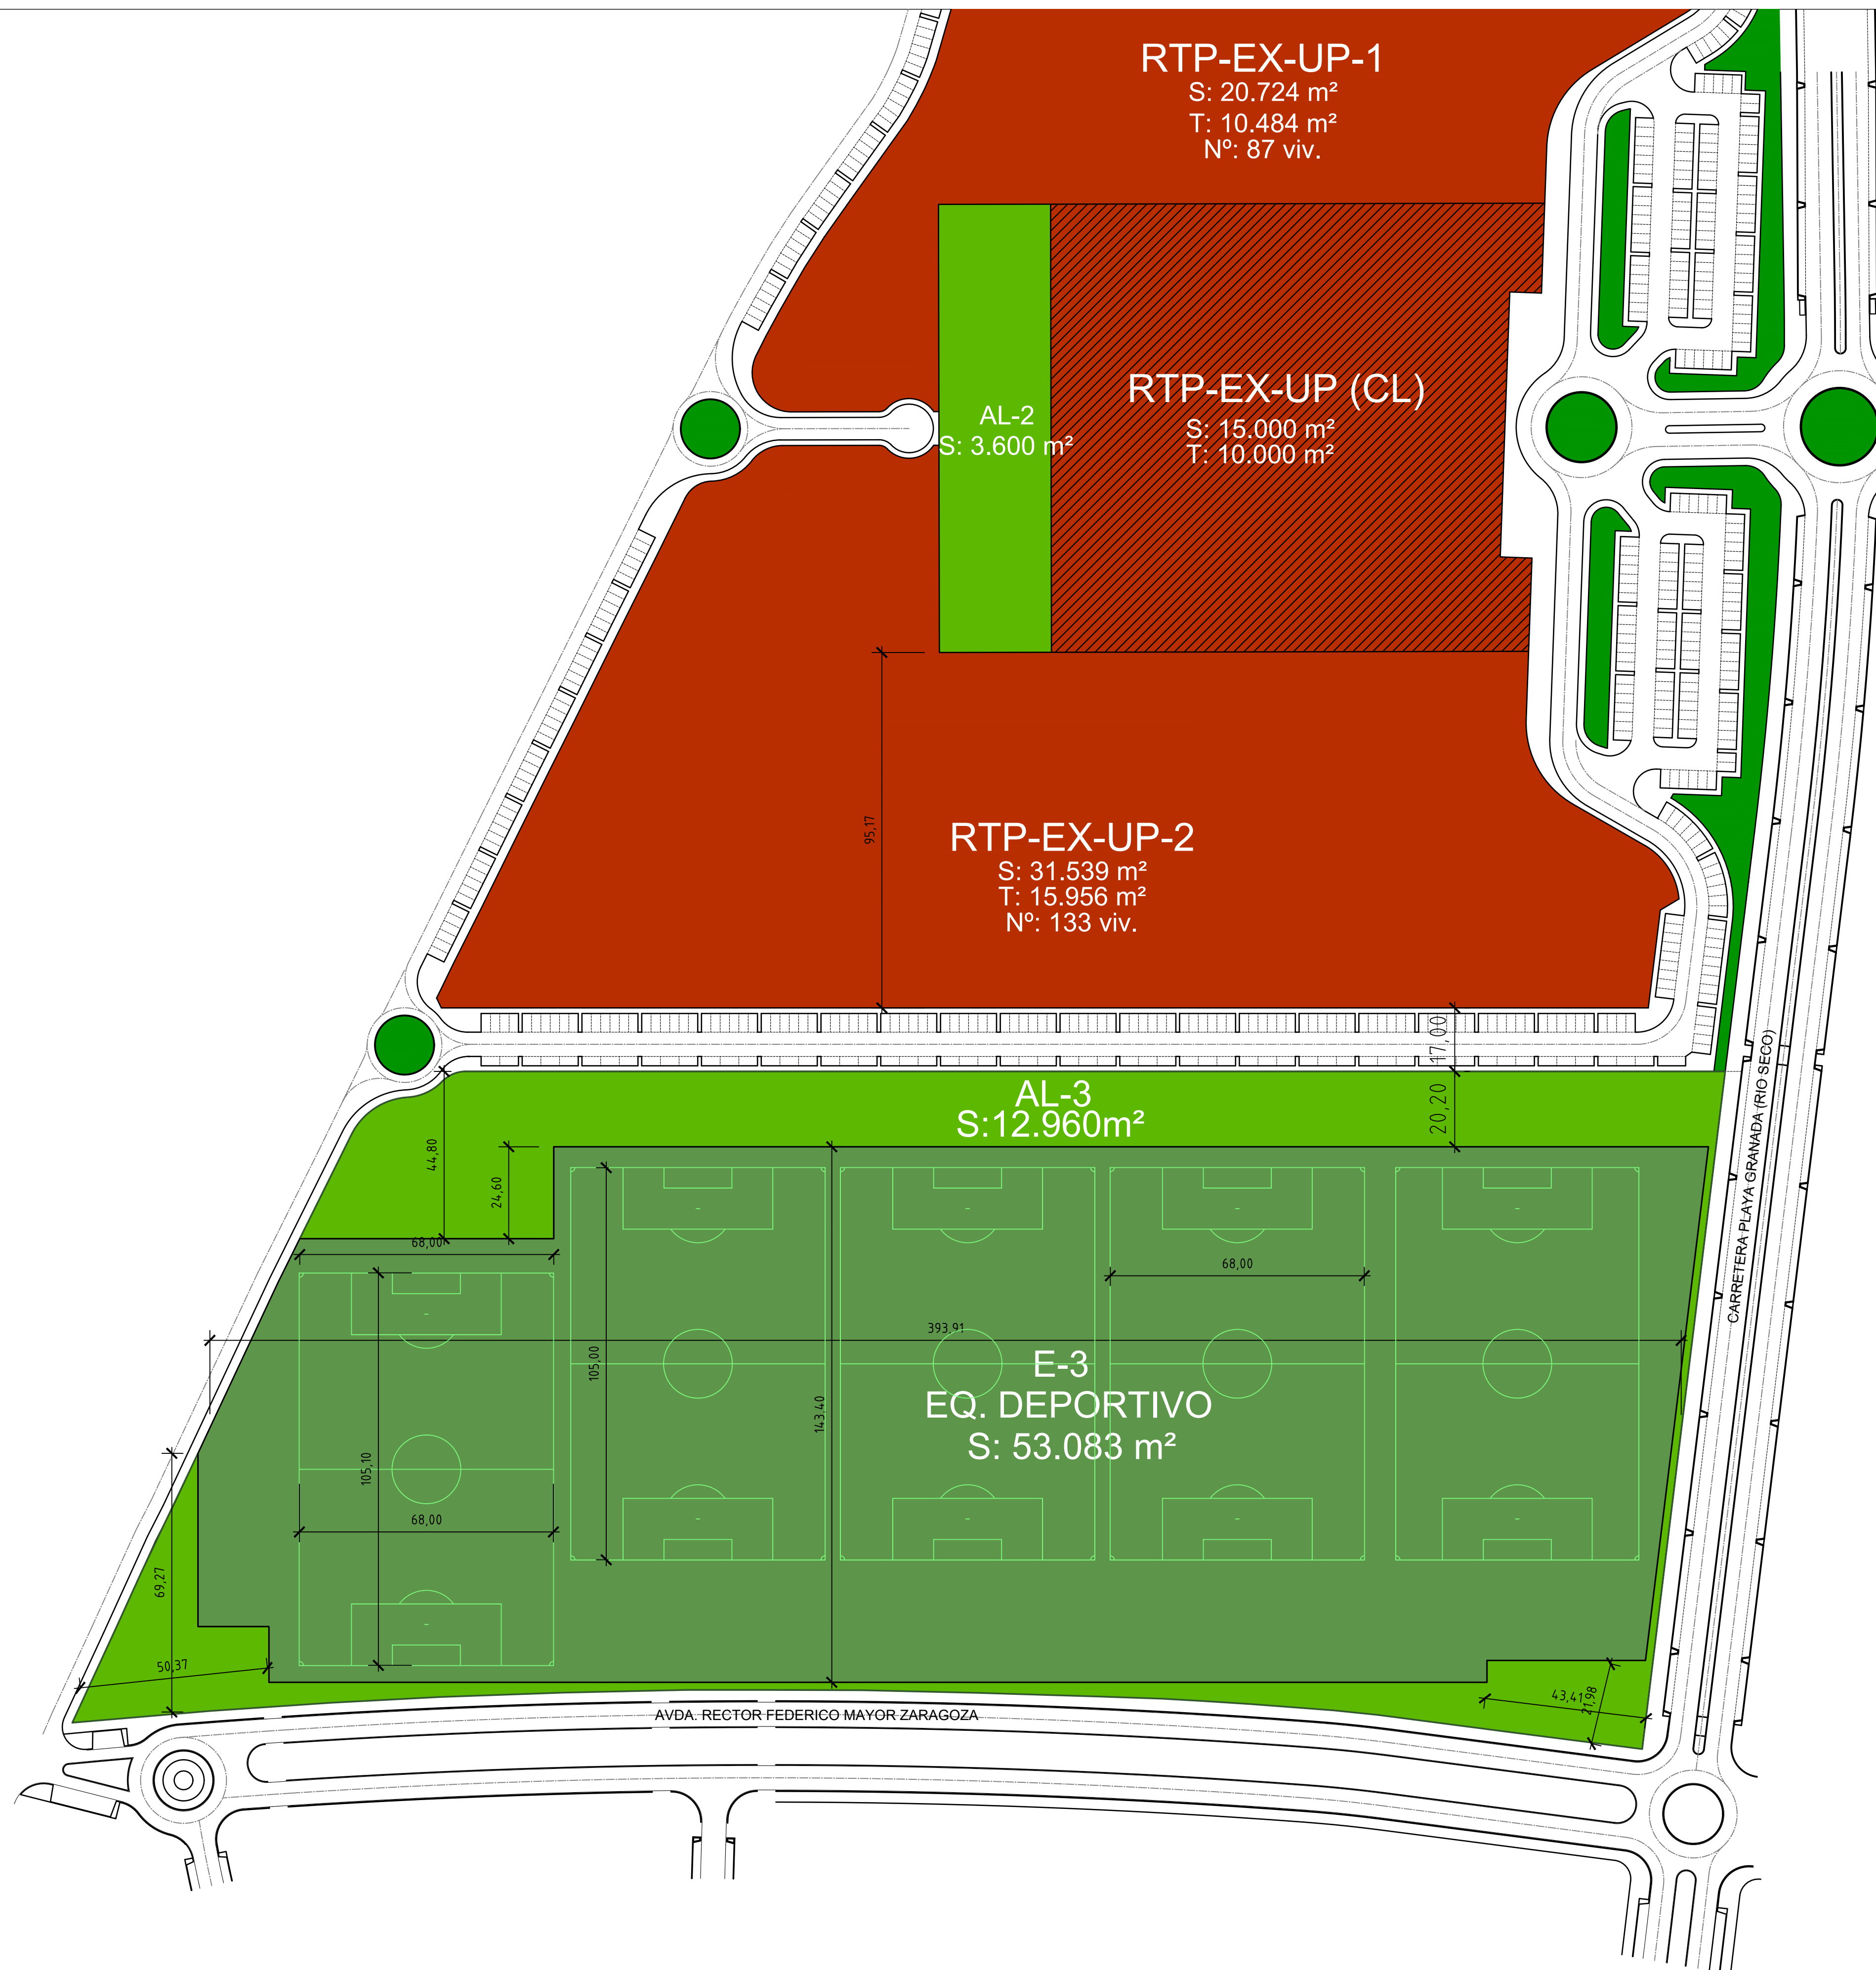 RTP-EX-UP-1
S: 20.724 m²
T: 10.484 m²
Nº: 87 viv.
RTP-EX-UP (CL)
S: 15.000 m²
T: 10.000 m²
AL-2
S: 3.600 m²
95,17
RTP-EX-UP-2
S: 31.539 m²
T: 15.956 m²
Nº: 133 viv.
17,00
20,20
AL-3
S:12.960m²
44,80
24,60
68,00
68,00
393,91
105,00
143.40
105,10
E-3
EQ. DEPORTIVO
S: 53.083 m²
68,00
69,27
50,37
43,41
21,98
CARRETERA PLAYA GRANADA (RIO SECO)
AVDA. RECTOR FEDERICO MAYOR ZARAGOZA